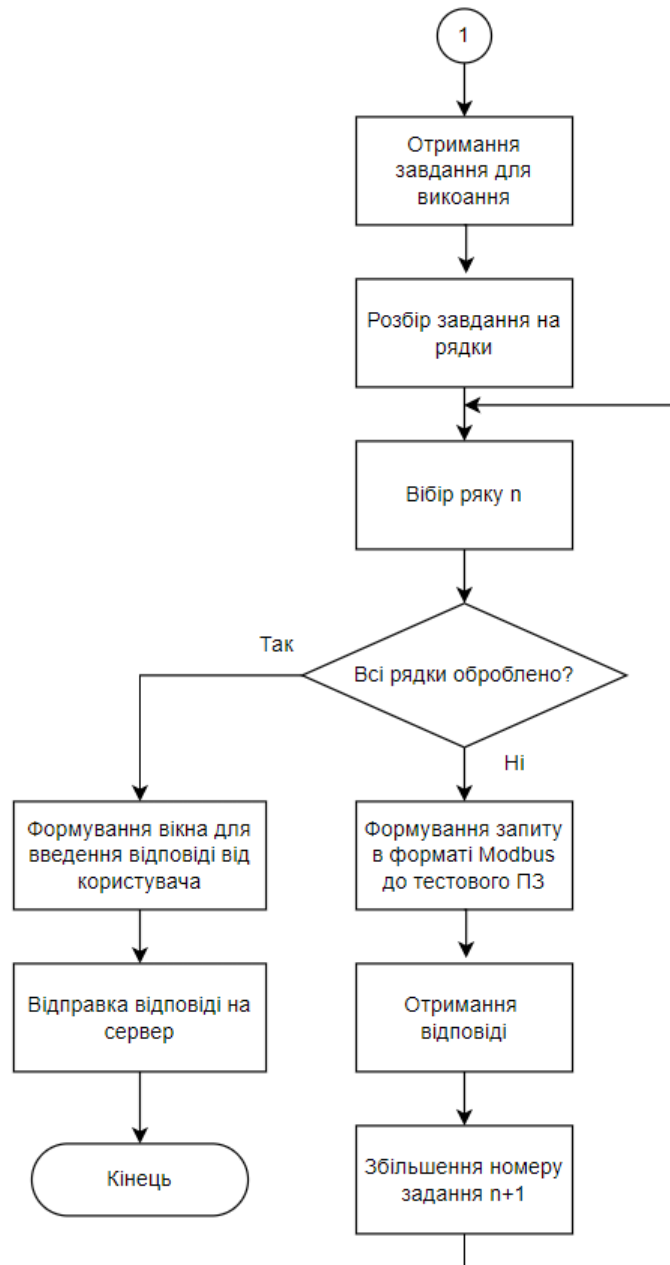 1
Отримання
завдання для
викоання
Розбір завдання на
рядки
Вібір ряку n
Всі рядки оброблено?
Так
Ні
Формування вікна для
введення відповіді від
користувача
Відправка відповіді на
сервер
Кінець
Формування запиту
в форматі Modbus
до тестового ПЗ
Отримання
відповіді
Збільшення номеру
задання n+1